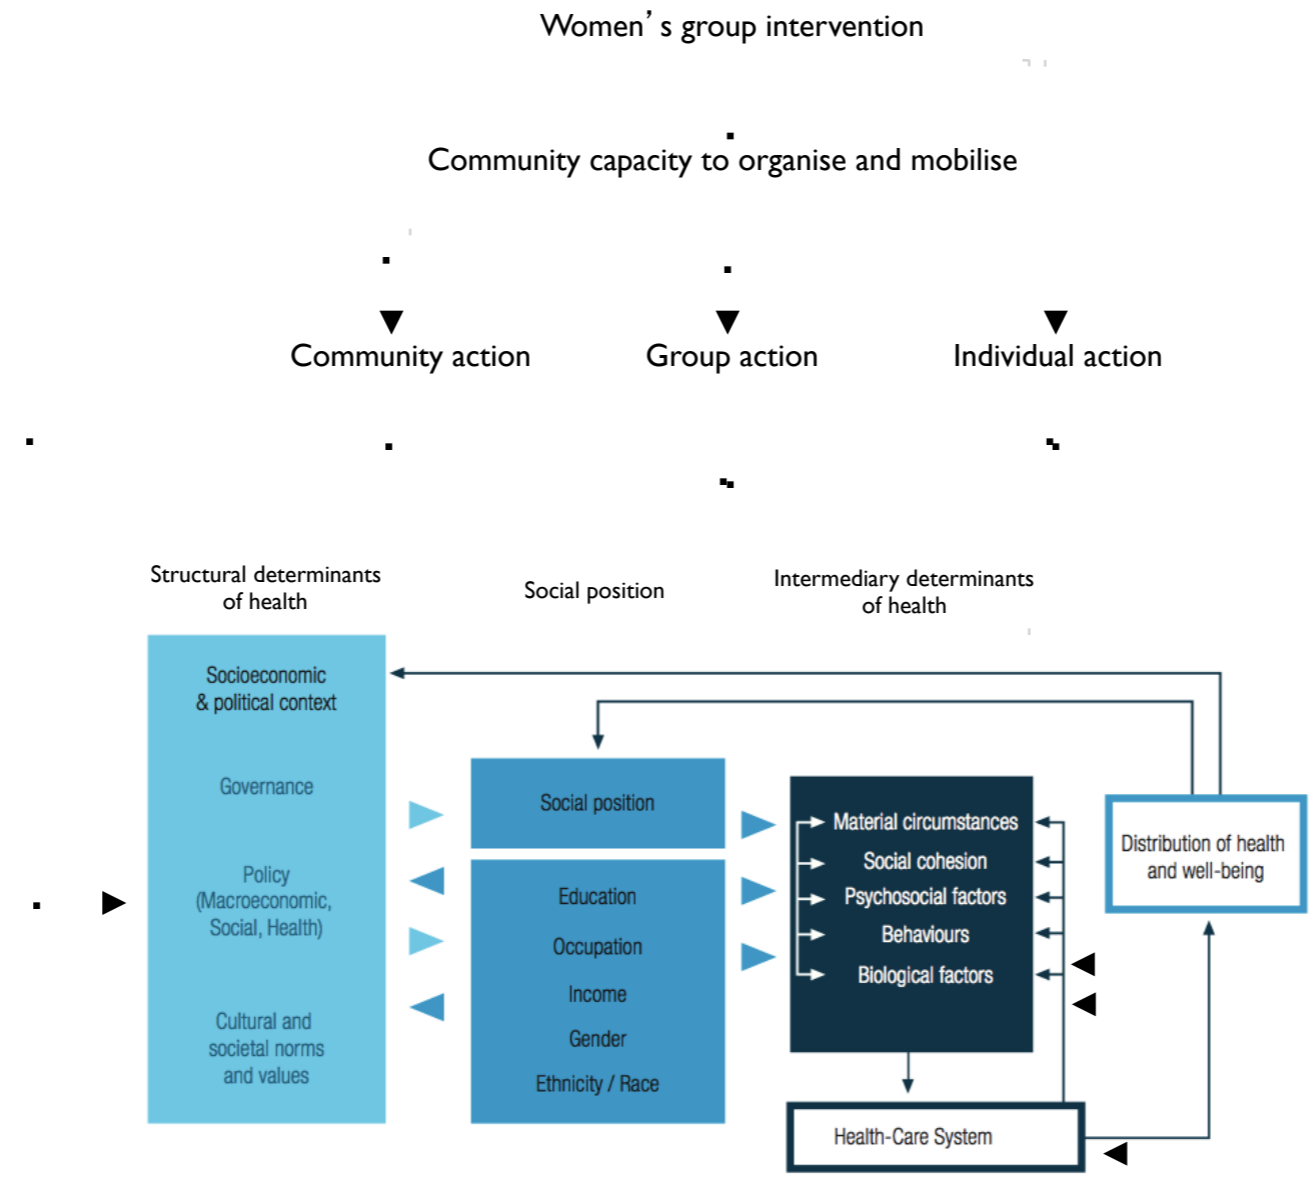 Women’s group intervention
Community capacity to organise and mobilise
Community action
Group action
Individual action
Structural determinants
of health
Social position
Intermediary determinants
of health
Socioeconomic
& political context
Governance
Policy
(Macroeconomic,
Social, Health)
Cultural and
societal norms
and values
Social position
Education
Occupation
Income
Gender
Ethnicity / Race
Material circumstances
Social cohesion
Psychosocial factors
Behaviours
Biological factors
Health-Care System
Distribution of health
and well-being